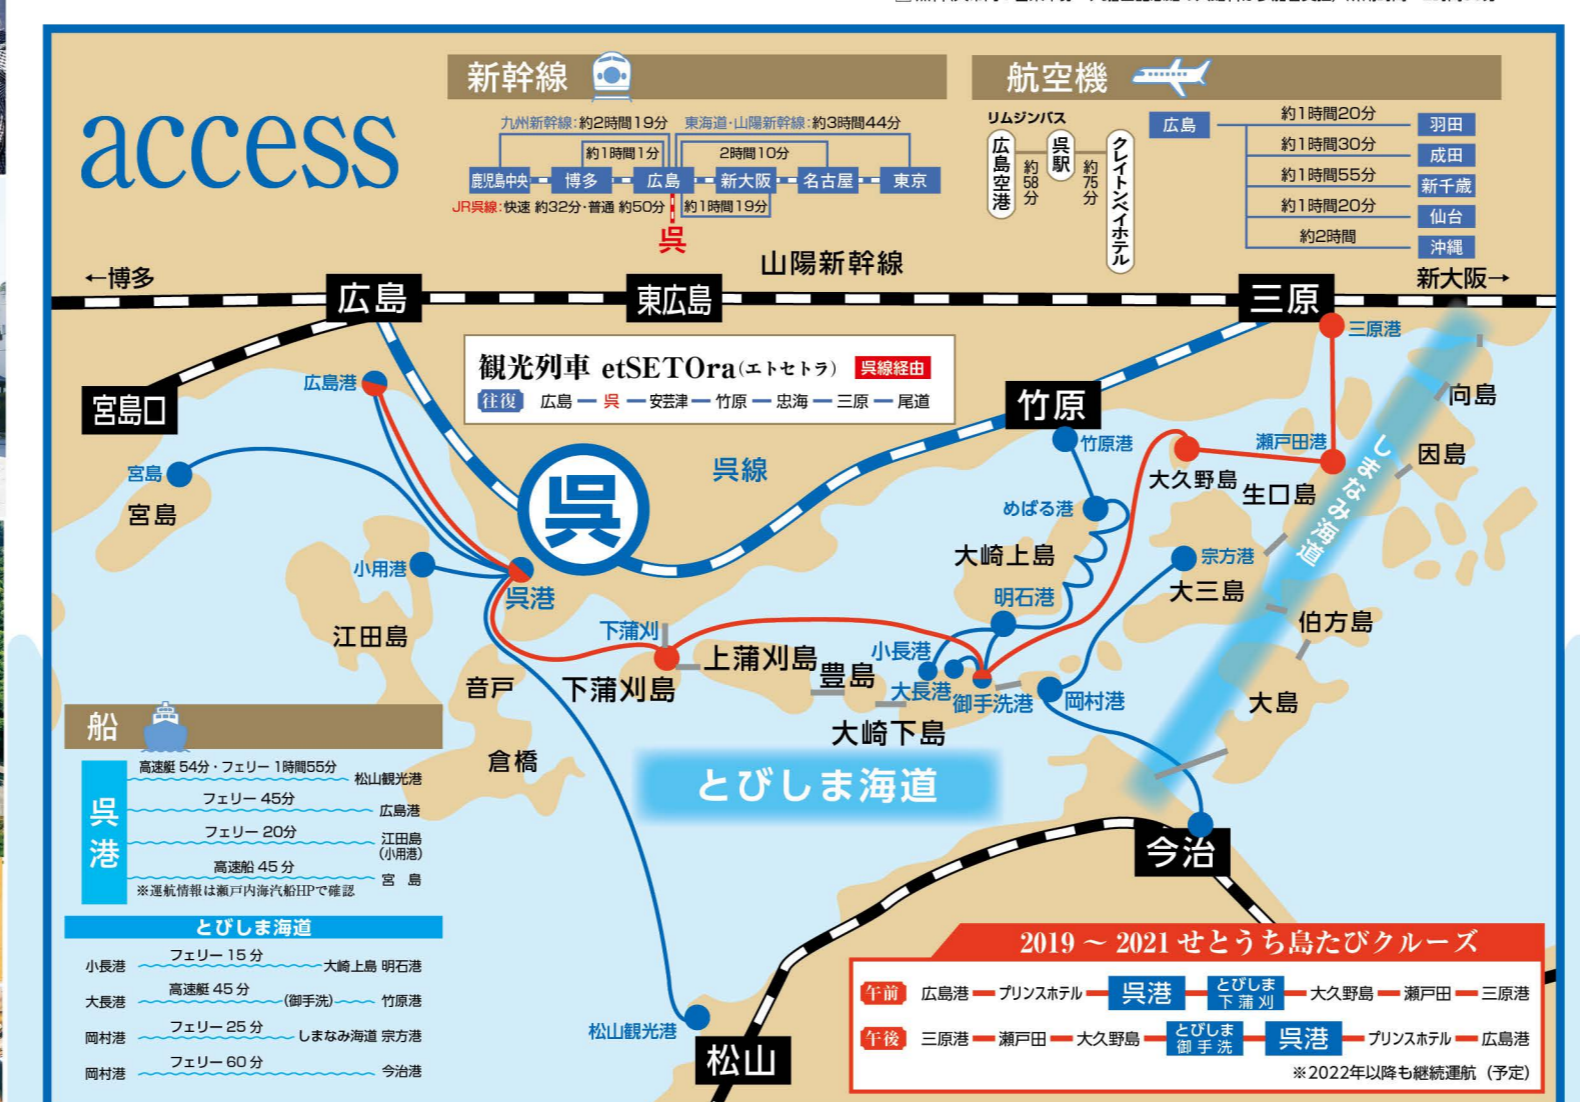 access
新幹線
九州新幹線：約2時間19分
東海道・山陽新幹線：約3時間44分
約1時間1分
2時間10分
鹿児島中央
博多
広島
新大阪
名古屋
東京
JR呉線：快速 約32分・普通 約50分
約1時間19分
呉
航空機
リムジンバス
広島空港
約58分
呉駅
約75分
クレイトンベイホテル
広島
約1時間20分
羽田
約1時間30分
成田
約1時間55分
新千歳
約1時間20分
仙台
約2時間
沖縄
←博多
山陽新幹線
新大阪→
広島
東広島
三原
三原港
観光列車 etSETOra（エトセトラ） 呉線経由
往復 広島 ー 呉 ー 安芸津 ー 竹原 ー 忠海 ー 三原 ー 尾道
宮島口
広島港
竹原
竹原港
向島
瀬戸田港
因島
しまなみ海道
呉線
呉
宮島
宮島
大久野島
生口島
めばる港
大崎上島
宗方港
大三島
小用港
呉港
明石港
江田島
下蒲刈
伯方島
上蒲刈島
小長港
豊島
音戸
下蒲刈島
大長港
御手洗港
岡村港
大島
大崎下島
倉橋
とびしま海道
今治
松山観光港
松山
船
呉港
高速艇 54分・フェリー 1時間55分
松山観光港
フェリー 45分
広島港
フェリー 20分
江田島
(小用港)
高速船 45 分
宮 島
※運航情報は瀬戸内海汽船HPで確認
とびしま海道
小長港 フェリー 15 分 大崎上島 明石港
大長港 高速艇 45 分 (御手洗) 竹原港
岡村港 フェリー 25 分 しまなみ海道 宗方港
岡村港 フェリー 60 分 今治港
2019 ～ 2021 せとうち島たびクルーズ
午前 広島港 ー プリンスホテル ー 呉港 ー とびしま 下蒲刈 ー 大久野島 ー 瀬戸田 ー 三原港
午後 三原港 ー 瀬戸田 ー 大久野島 ー とびしま 御手洗 ー 呉港 ー プリンスホテル ー 広島港
※2022年以降も継続運航（予定）